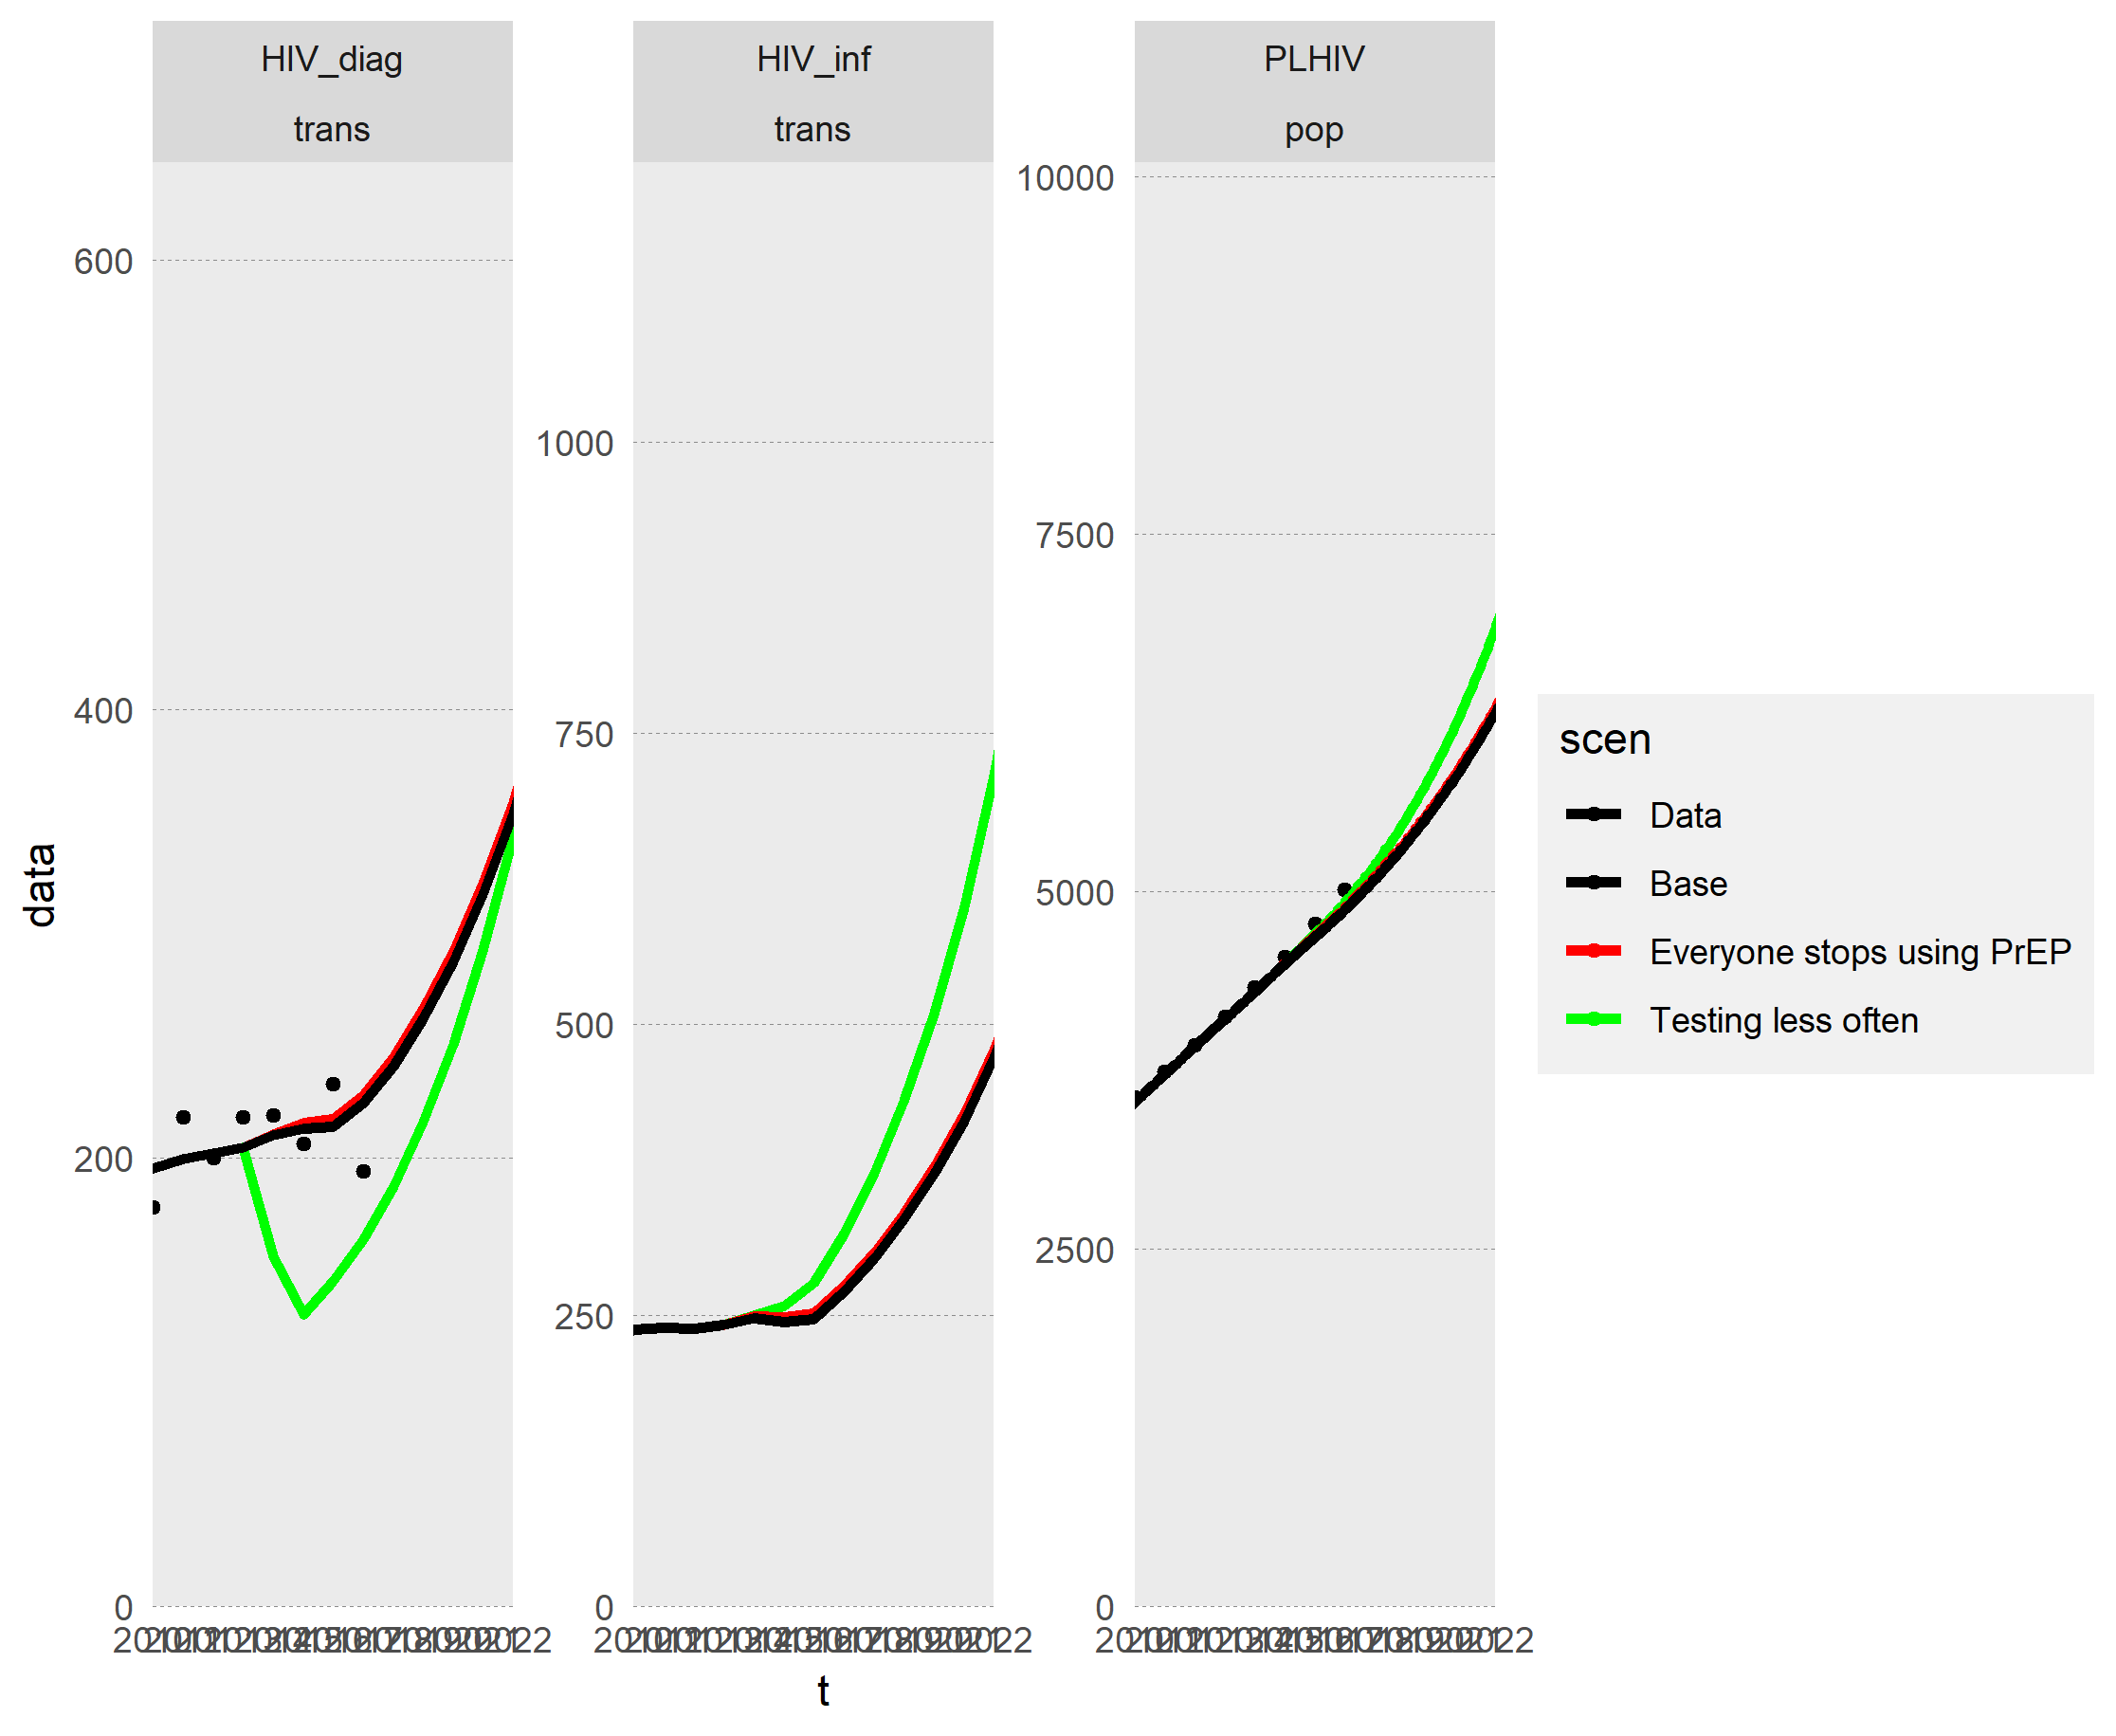 HIV_diag
trans
HIV_inf
trans
PLHIV
pop
600
400
200
0
1000
750
500
250
0
10000
7500
5000
2500
0
data
t
scen
Data
Base
Everyone stops using PrEP
Testing less often